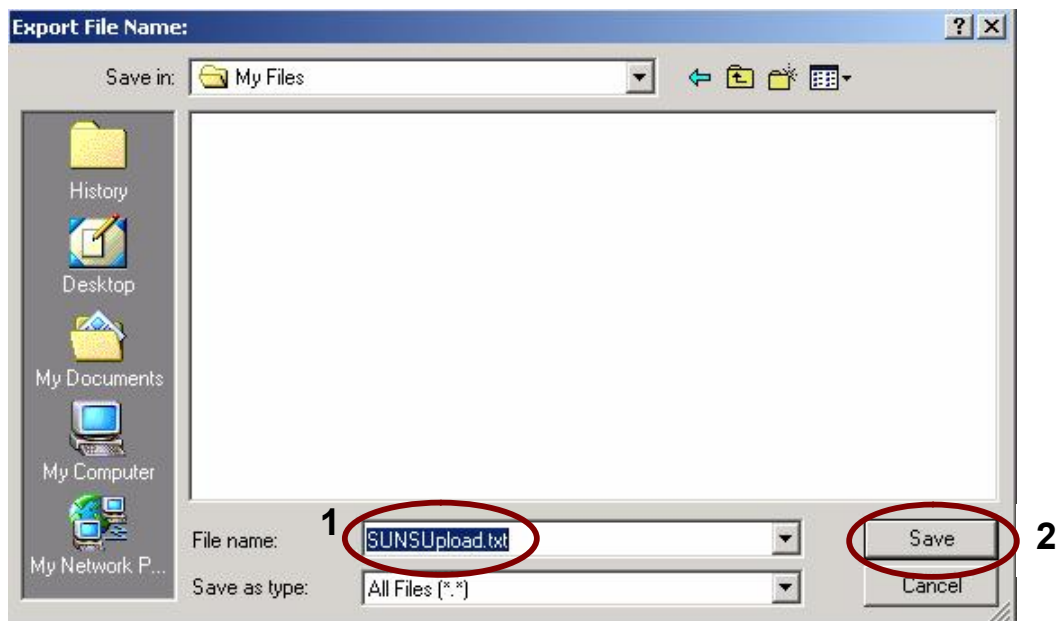 Export File Name:
Save in: My Files
History
Desktop
My Documents
My Computer
My Network P...
1
File name: SUNSUpload.txt
Save 2
Save as type: All Files (*.*)
Cancel